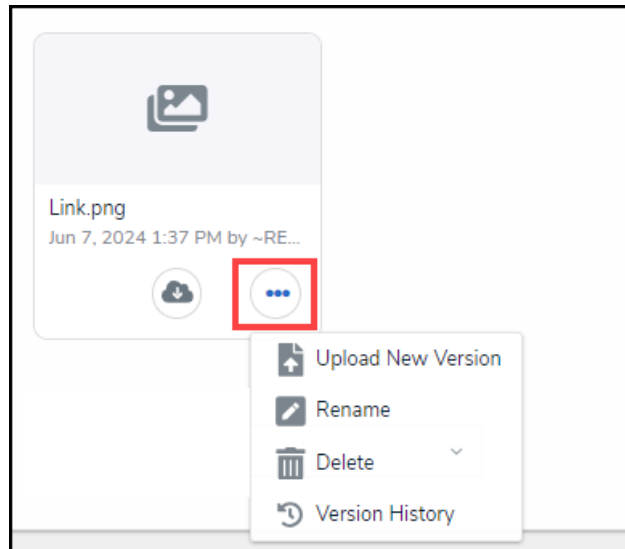 Link.png
Jun 7, 2024 1:37 PM by ~RE...
Upload New Version
Rename
Delete
Version History